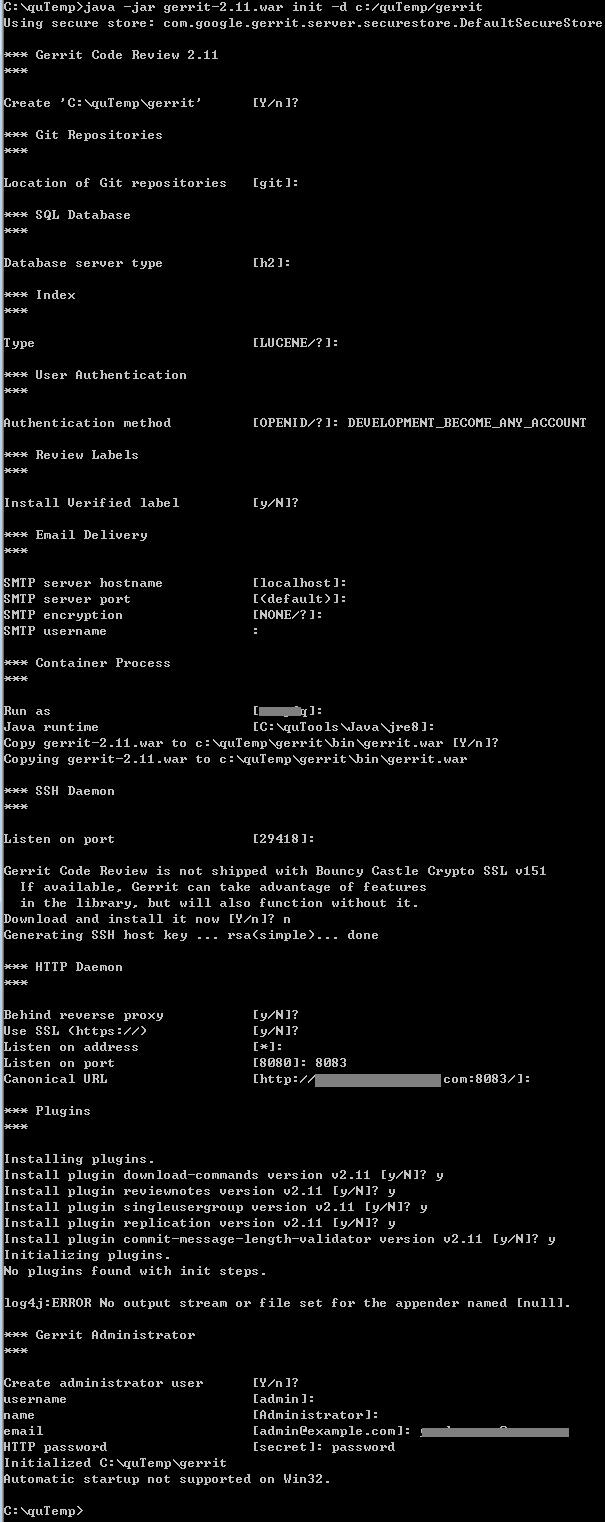 C:\quTemp>java -jar gerrit-2.11.war init -d c:/quTemp/gerrit
Using secure store: com.google.gerrit.server.securestore.DefaultSecureStore
*** Gerrit Code Review 2.11
***
Create 'C:\quTemp\gerrit' [Y/n]?
*** Git Repositories
***
Location of Git repositories [git]:
*** SQL Database
***
Database server type [h2]:
*** Index
***
Type [LUCENE/?]:
*** User Authentication
***
Authentication method [OPENID/?]: DEVELOPMENT_BECOME_ANY_ACCOUNT
*** Review Labels
***
Install Verified label [y/N]?
*** Email Delivery
***
SMTP server hostname [localhost]:
SMTP server port [(default)]:
SMTP encryption [NONE/?]:
SMTP username :
*** Container Process
***
Run as [ q]:
Java runtime [C:\quTools\Java\jre8]:
Copy gerrit-2.11.war to c:\quTemp\gerrit\bin\gerrit.war [Y/n]?
Copying gerrit-2.11.war to c:\quTemp\gerrit\bin\gerrit.war
*** SSH Daemon
***
Listen on port [29418]:
Gerrit Code Review is not shipped with Bouncy Castle Crypto SSL v151
If available, Gerrit can take advantage of features
in the library, but will also function without it.
Download and install it now [Y/n]? n
Generating SSH host key ... rsa(simple)... done
*** HTTP Daemon
***
Behind reverse proxy [y/N]?
Use SSL (https://) [y/N]?
Listen on address [*]:
Listen on port [8080]: 8083
Canonical URL [http:// com:8083/]:
*** Plugins
***
Installing plugins.
Install plugin download-commands version v2.11 [y/N]? y
Install plugin reviewnotes version v2.11 [y/N]? y
Install plugin singleusergroup version v2.11 [y/N]? y
Install plugin replication version v2.11 [y/N]? y
Install plugin commit-message-length-validator version v2.11 [y/N]? y
Initializing plugins.
No plugins found with init steps.
log4j:ERROR No output stream or file set for the appender named [null].
*** Gerrit Administrator
***
Create administrator user [Y/n]?
username [admin]:
name [Administrator]:
email [admin@example.com]:
HTTP password [secret]: password
Initialized C:\quTemp\gerrit
Automatic startup not supported on Win32.
C:\quTemp>